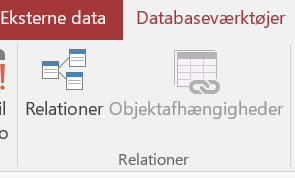 Eksterne data Databaseværktøjer
Relationer Objektafhængigheder
Relationer